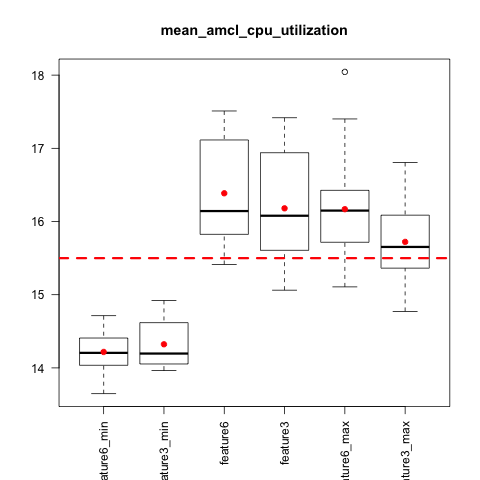 mean_amcl_cpu_utilization
18
17
16
15
14
ature6_min
ature3_min
feature6
feature3
ture6_max
ture3_max